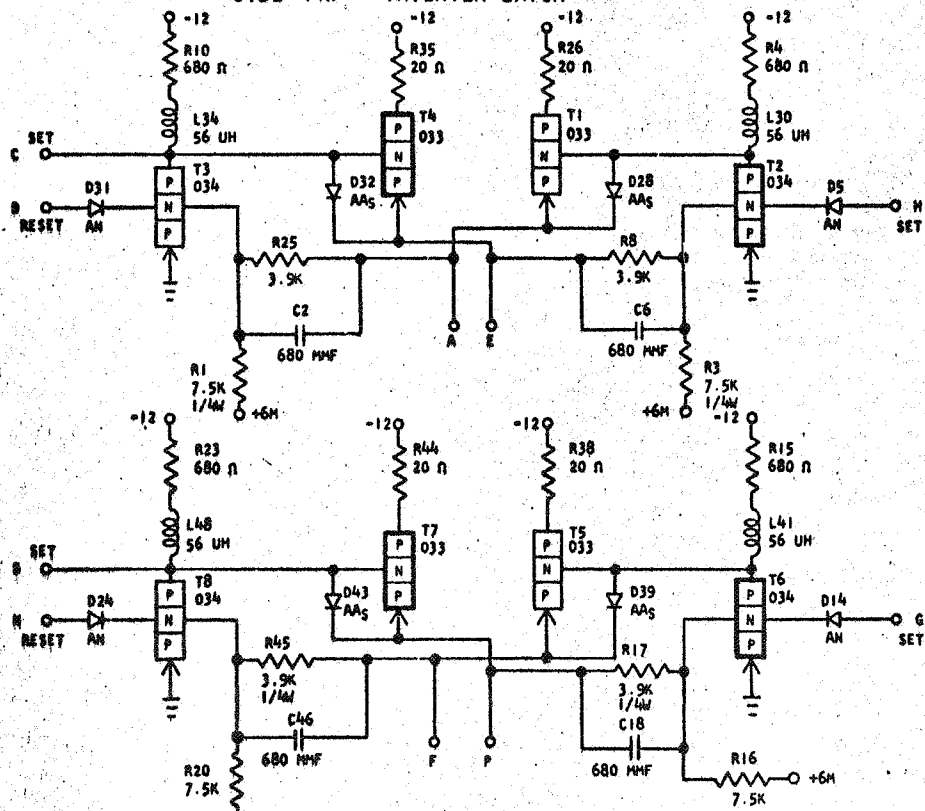 -12
-12
-12
-12
R10
680 Ω
R35
20 Ω
R26
20 Ω
R4
680 Ω
L34
56 UH
T4
033
T1
033
L30
56 UH
C
SET
P
N
P
P
N
P
T3
034
T2
034
P
N
P
P
N
P
D31
AN
RESET
D32
AAS
D28
AAS
D5
AN
H
SET
R25
3.9K
R8
3.9K
C2
680 MMF
C6
680 MMF
A
E
R1
7.5K
1/4W
+6M
R3
7.5K
1/4W
+6M
-12
-12
-12
-12
R23
680 Ω
R44
20 Ω
R38
20 Ω
R15
680 Ω
L48
56 UH
T7
033
T5
033
L41
56 UH
SET
P
N
P
P
N
P
T8
034
T6
034
P
N
P
P
N
P
D24
AN
RESET
D43
AAS
D39
AAS
D14
AN
G
SET
R45
3.9K
1/4W
R17
3.9K
1/4W
C46
680 MMF
C18
680 MMF
F
P
R20
7.5K
R16
7.5K
+6M